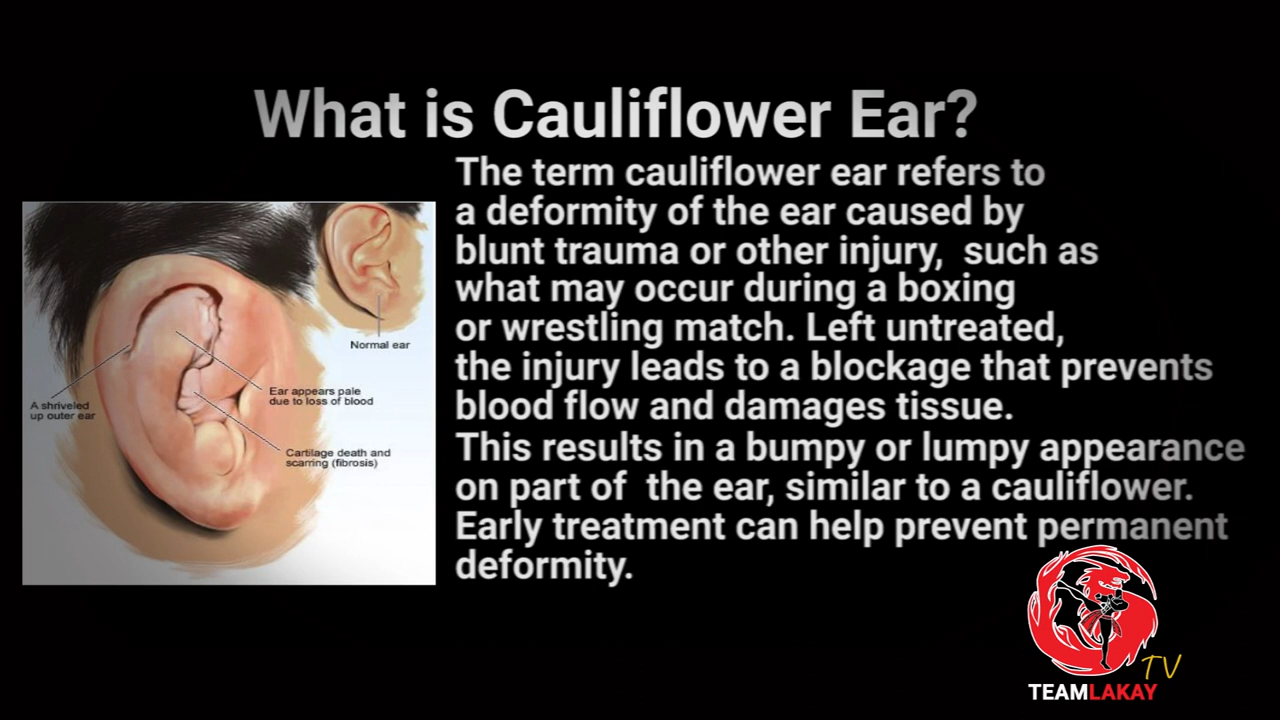 What is Cauliflower Ear?
The term cauliflower ear refers to
a deformity of the ear caused by
blunt trauma or other injury, such as
what may occur during a boxing
or wrestling match. Left untreated,
the injury leads to a blockage that prevents
blood flow and damages tissue.
This results in a bumpy or lumpy appearance
on part of the ear, similar to a cauliflower.
Early treatment can help prevent permanent
deformity.
Normal ear
Ear appears pale
due to loss of blood
A shriveled
up outer ear
Cartilage death and
scarring (fibrosis)
TV
TEAMLAKAY